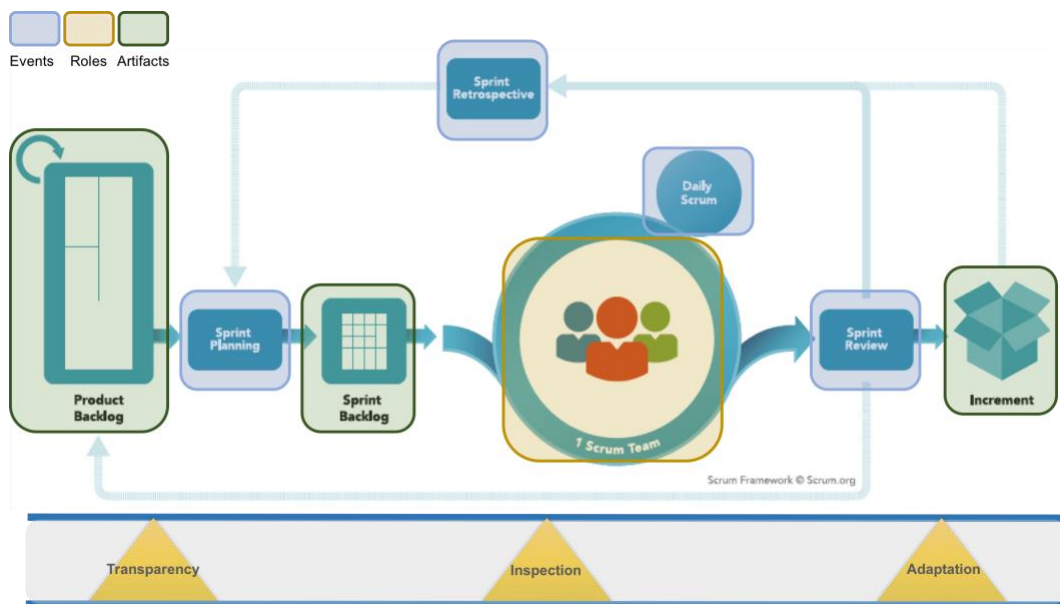 Events Roles Artifacts
Sprint
Retrospective
Daily
Scrum
Sprint
Planning
Sprint
Review
Product
Backlog
Sprint
Backlog
Increment
1 Scrum Team
Scrum Framework © Scrum.org
Transparency
Inspection
Adaptation